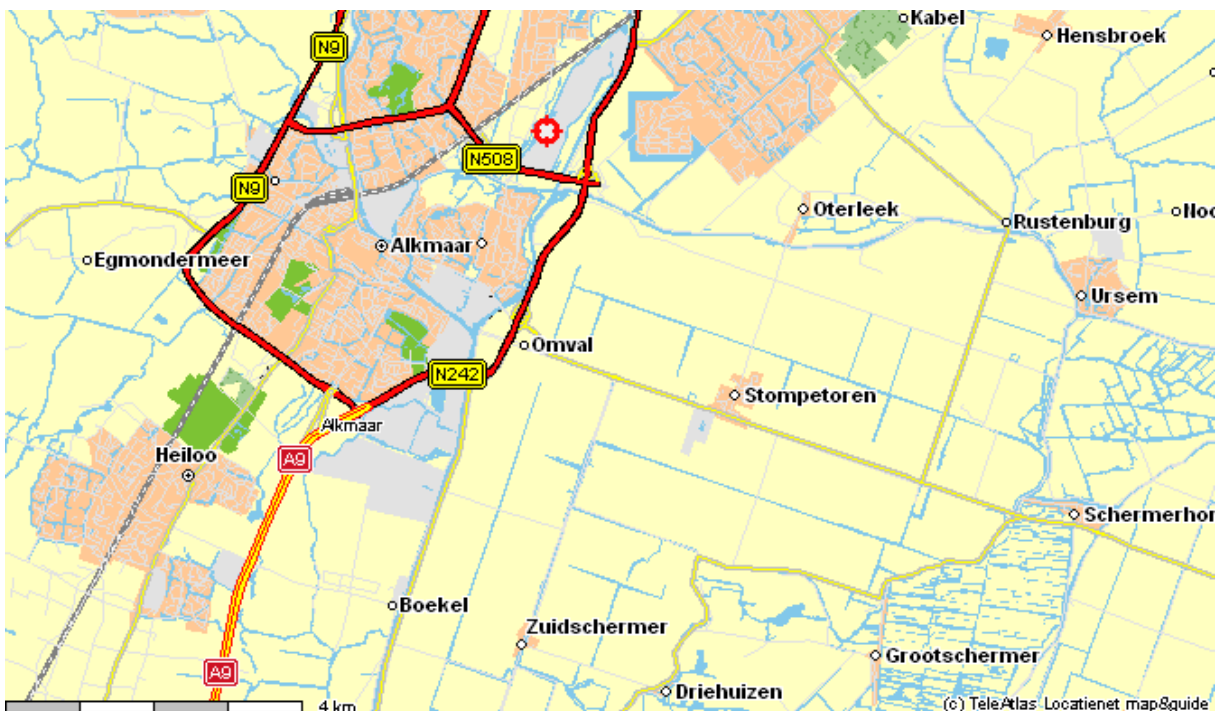 Kabel
Hensbroek
N9
N508
N9
Oterleek
Rustenburg
Noo
Alkmaar
Egmondermeer
Ursem
Omval
N242
Stompetoren
Alkmaar
Heiloo
A9
Schermerhor
Boekel
Zuidschermer
Grootschermer
A9
Driehuizen
4 km
(c) TeleAtlas Locatienet map&guide